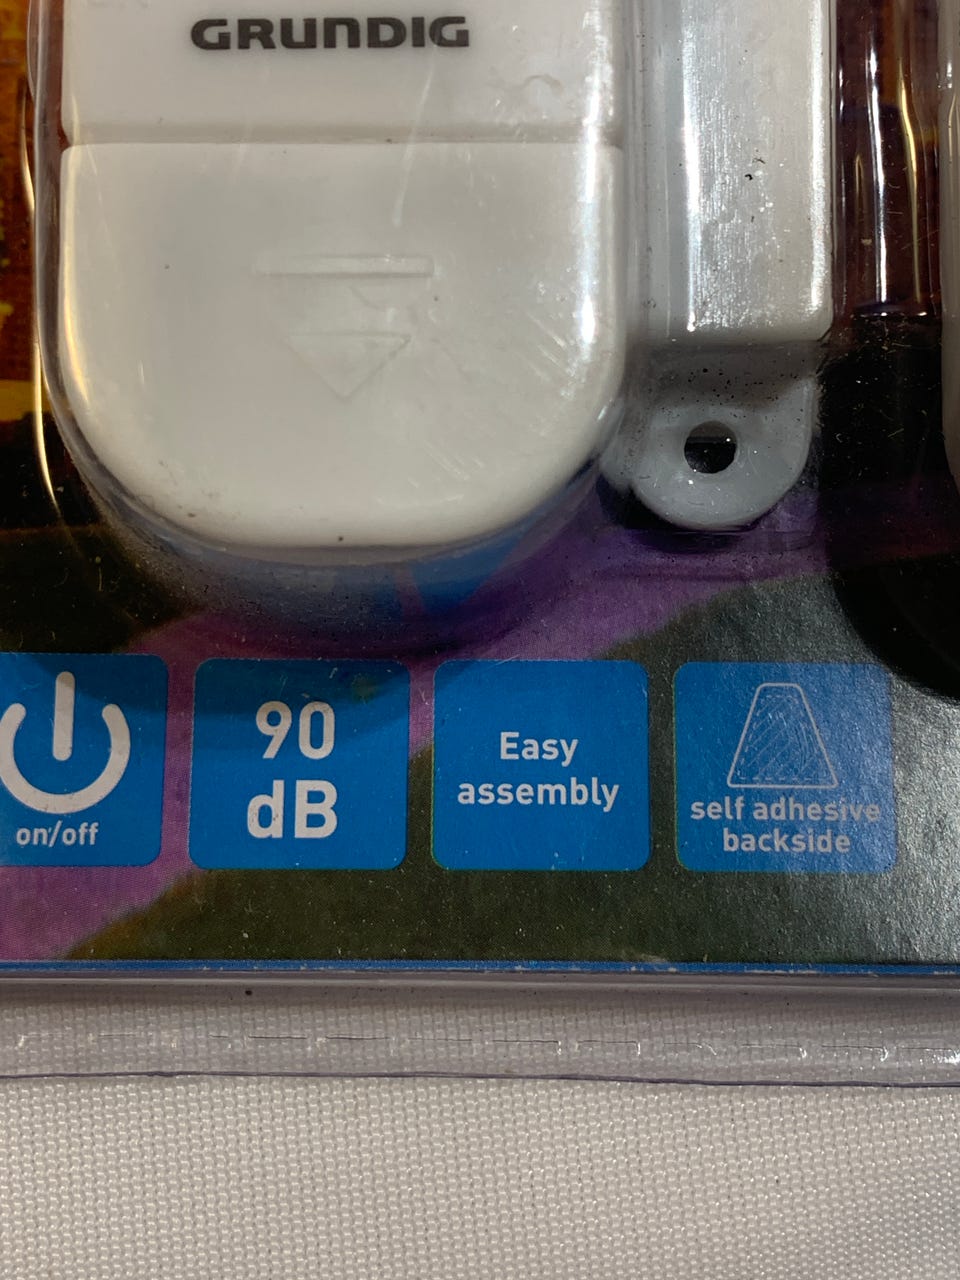 GRUNDIG
on/off
90
dB
Easy
assembly
self adhesive
backside